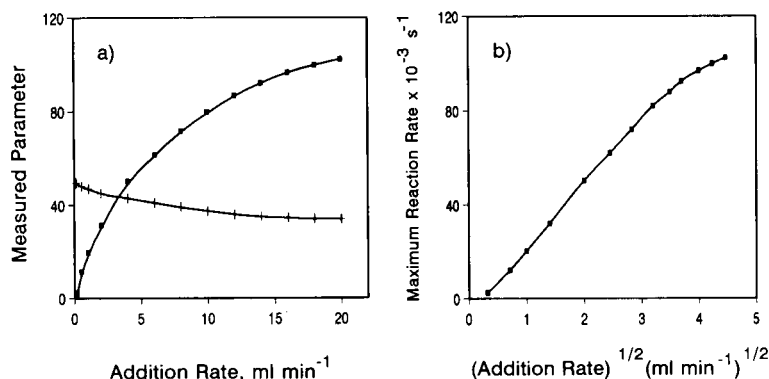 a)
120
80
40
0
Measured Parameter
0 5 10 15 20
Addition Rate, ml min⁻¹
b)
120
80
40
0
Maximum Reaction Rate x 10⁻³ s⁻¹
0 1 2 3 4 5
(Addition Rate) ¹/² (ml min⁻¹) ¹/²